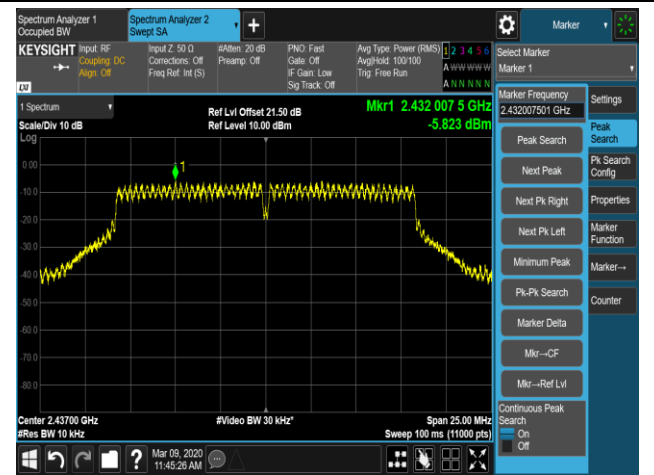 Spectrum Analyzer 1
Occupied BW
Spectrum Analyzer 2
Swept SA
Marker
KEYSIGHT
Input: RF
Coupling: DC
Align: Off
Input Z: 50 Ω
Corrections: Off
Freq Ref: Int (S)
#Atten: 20 dB
Preamp: Off
PNO: Fast
Gate: Off
IF Gain: Low
Sig Track: Off
Avg Type: Power (RMS)
Avg|Hold: 100/100
Trig: Free Run
1 2 3 4 5 6
A W W W W W
A N N N N N
LXI
Select Marker
Marker 1
1 Spectrum
Scale/Div 10 dB
Log
Ref Lvl Offset 21.50 dB
Ref Level 10.00 dBm
Mkr1 2.432 007 5 GHz
-5.823 dBm
1
0.00
-10.0
-20.0
-30.0
-40.0
-50.0
-60.0
-70.0
-80.0
Center 2.43700 GHz
#Res BW 10 kHz
#Video BW 30 kHz*
Span 25.00 MHz
Sweep 100 ms (11000 pts)
Marker Frequency
2.432007501 GHz
Peak Search
Next Peak
Next Pk Right
Next Pk Left
Minimum Peak
Pk-Pk Search
Marker Delta
Mkr→CF
Mkr→Ref Lvl
Continuous Peak
Search
On
Off
Settings
Peak
Search
Pk Search
Config
Properties
Marker
Function
Marker→
Counter
?
Mar 09, 2020
11:45:26 AM